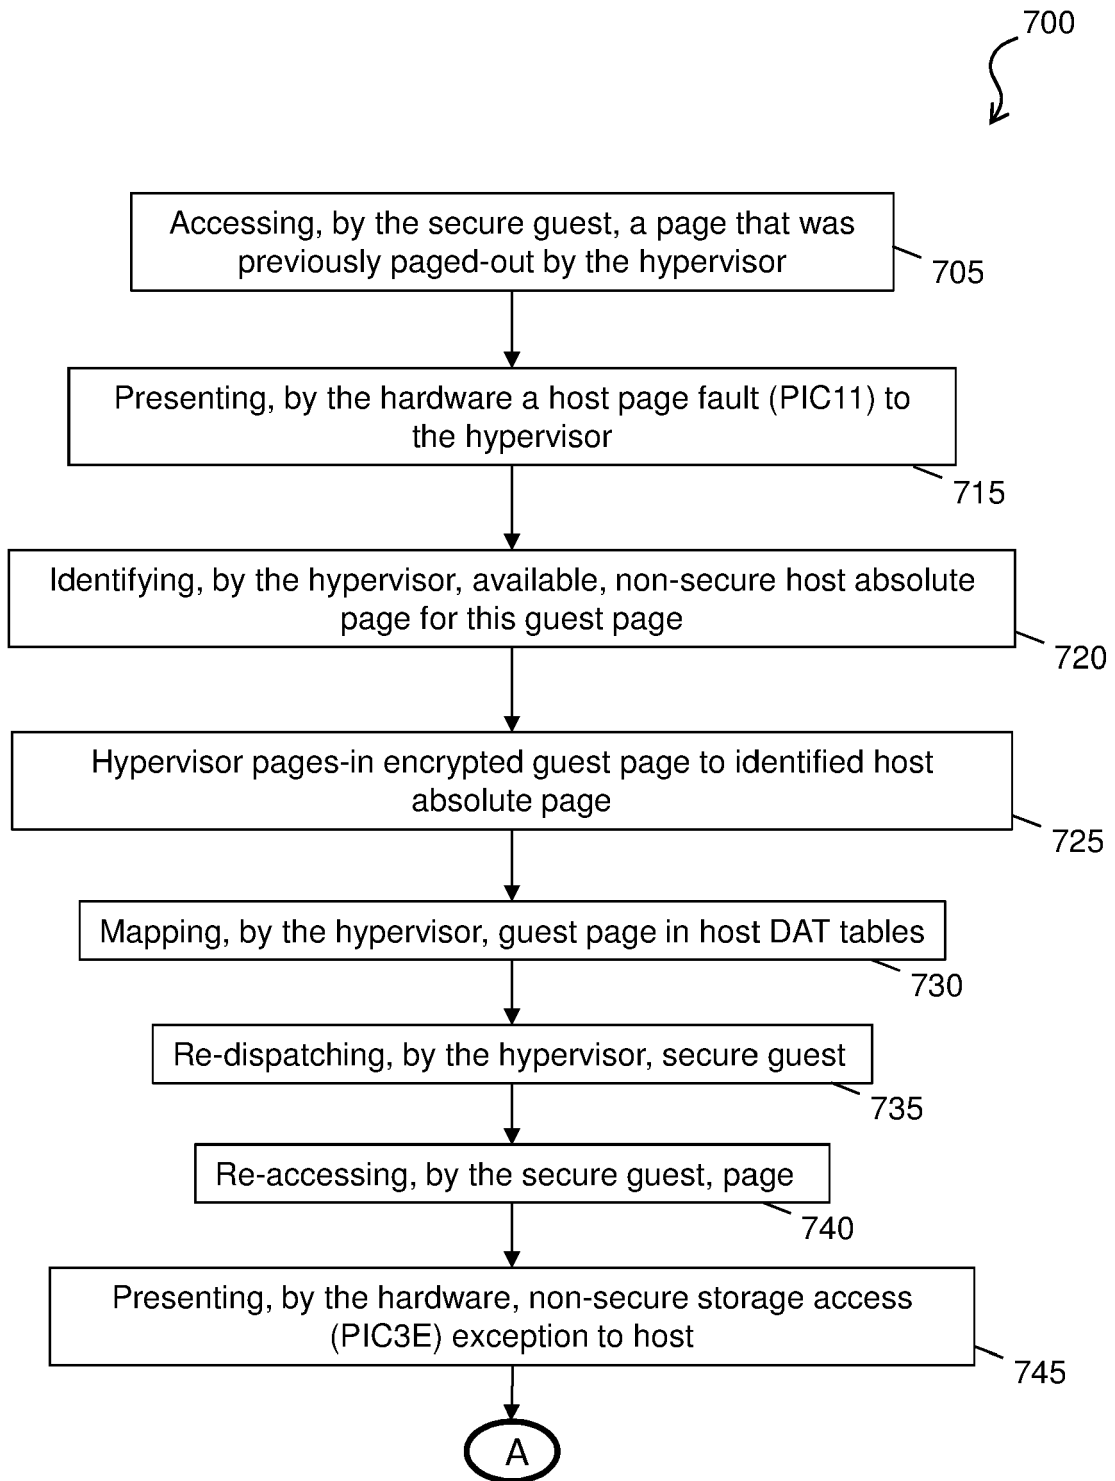 700
Accessing, by the secure guest, a page that was
previously paged-out by the hypervisor
705
Presenting, by the hardware a host page fault (PIC11) to
the hypervisor
715
Identifying, by the hypervisor, available, non-secure host absolute
page for this guest page
720
Hypervisor pages-in encrypted guest page to identified host
absolute page
725
Mapping, by the hypervisor, guest page in host DAT tables
730
Re-dispatching, by the hypervisor, secure guest
735
Re-accessing, by the secure guest, page
740
Presenting, by the hardware, non-secure storage access
(PIC3E) exception to host
745
A